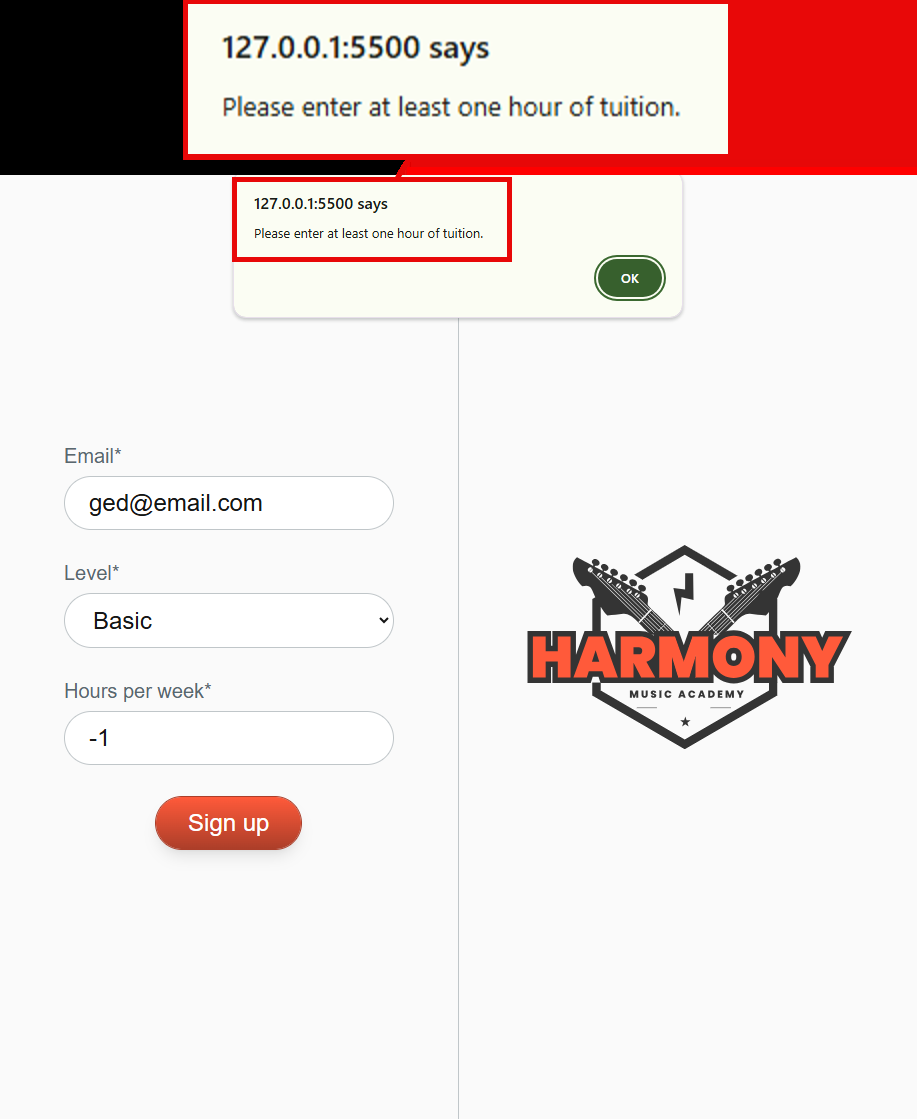 127.0.0.1:5500 says
Please enter at least one hour of tuition.
127.0.0.1:5500 says
Please enter at least one hour of tuition.
OK
Email*
ged@email.com
Level*
Basic
Hours per week*
-1
Sign up
HARMONY
MUSIC ACADEMY